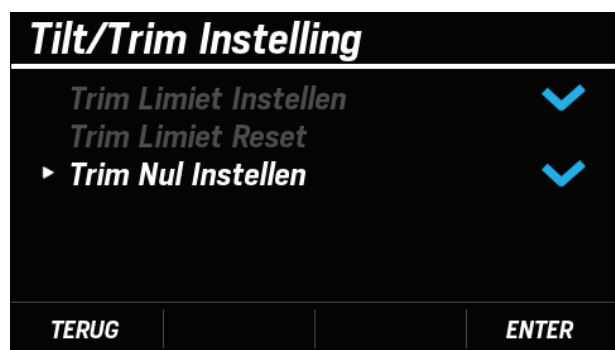 Tilt/Trim Instelling
Trim Limiet Instellen
Trim Limiet Reset
Trim Nul Instellen
TERUG ENTER